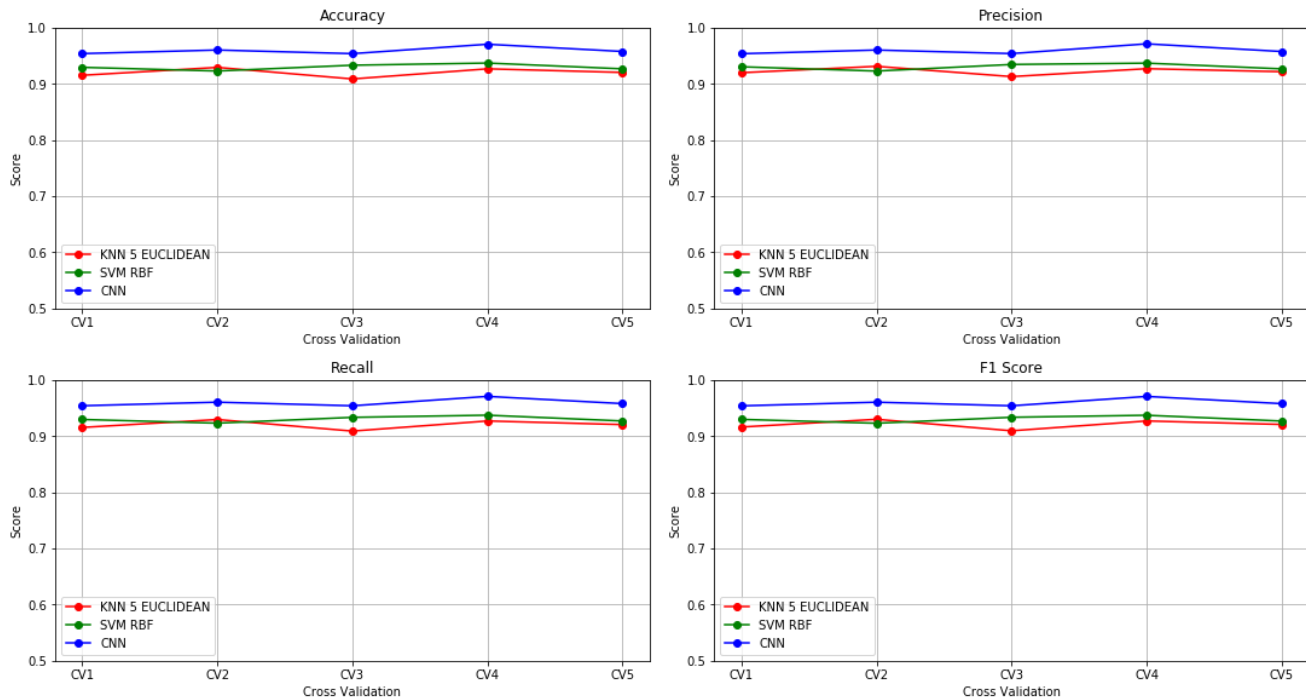 Accuracy
1.0
0.9
0.8
0.7
0.6
0.5
Score
KNN 5 EUCLIDEAN
SVM RBF
CNN
CV1 CV2 CV3 CV4 CV5
Cross Validation
Precision
1.0
0.9
0.8
0.7
0.6
0.5
Score
KNN 5 EUCLIDEAN
SVM RBF
CNN
CV1 CV2 CV3 CV4 CV5
Cross Validation
Recall
1.0
0.9
0.8
0.7
0.6
0.5
Score
KNN 5 EUCLIDEAN
SVM RBF
CNN
CV1 CV2 CV3 CV4 CV5
Cross Validation
F1 Score
1.0
0.9
0.8
0.7
0.6
0.5
Score
KNN 5 EUCLIDEAN
SVM RBF
CNN
CV1 CV2 CV3 CV4 CV5
Cross Validation